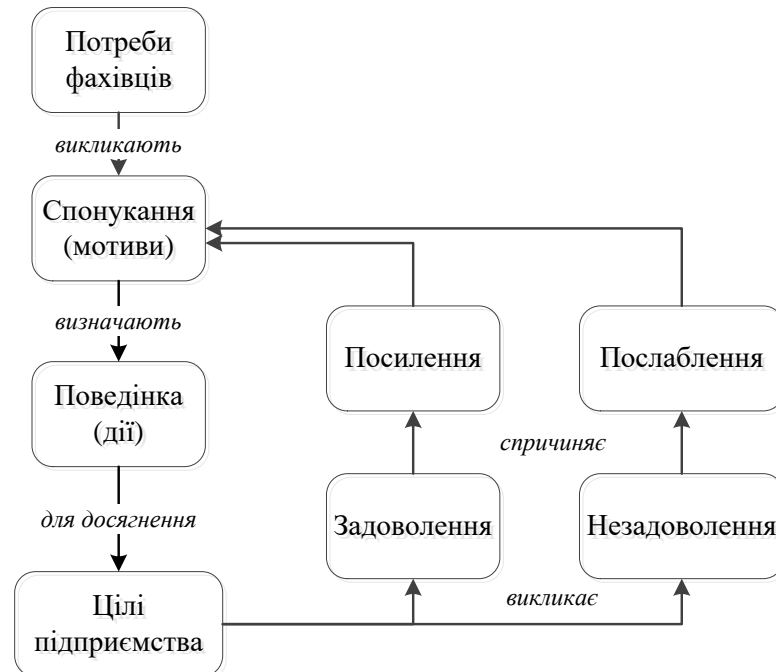 Потреби
фахівців
викликають
Спонукання
(мотиви)
визначають
Поведінка
(дії)
для досягнення
Цілі
підприємства
Посилення
Послаблення
спричиняє
Задоволення
Незадоволення
викликає